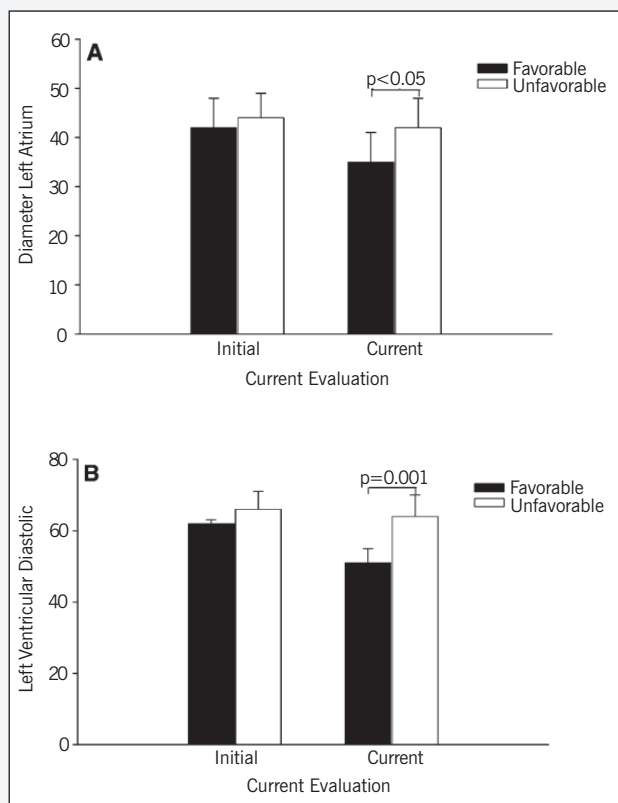 A
Diameter Left Atrium
60
50
40
30
20
10
0
p<0.05
Favorable
Unfavorable
Initial
Current
Current Evaluation
B
Left Ventricular Diastolic
80
60
40
20
0
p=0.001
Favorable
Unfavorable
Initial
Current
Current Evaluation